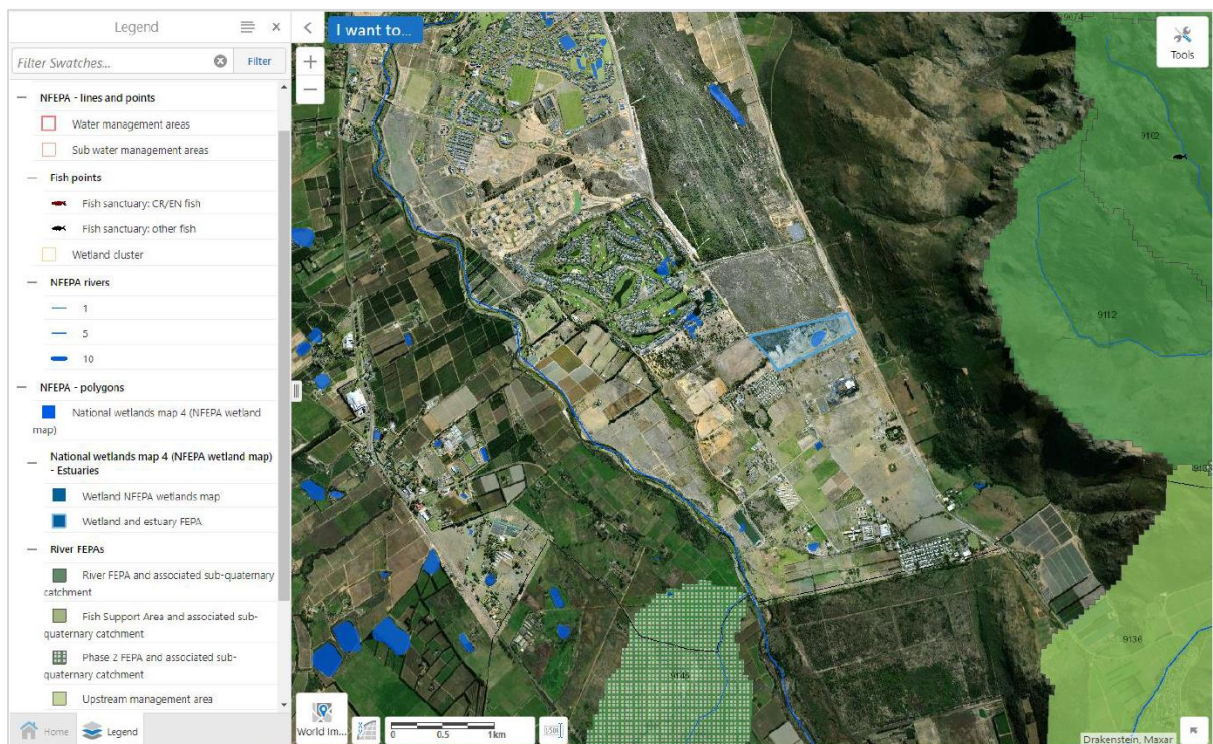 Legend
Filter Swatches...
Filter
NFEPA - lines and points
Water management areas
Sub water management areas
Fish points
Fish sanctuary: CR/EN fish
Fish sanctuary: other fish
Wetland cluster
NFEPA rivers
1
5
10
NFEPA - polygons
National wetlands map 4 (NFEPA wetland
map)
National wetlands map 4 (NFEPA wetland map)
- Estuaries
Wetland NFEPA wetlands map
Wetland and estuary FEPA
River FEPAs
River FEPA and associated sub-quaternary
catchment
Fish Support Area and associated sub-
quaternary catchment
Phase 2 FEPA and associated sub-
quaternary catchment
Upstream management area
Home
Legend
I want to...
Tools
9074
9102
9112
9136
9146
World Im...
0
0.5
1km
Drakenstein, Maxar